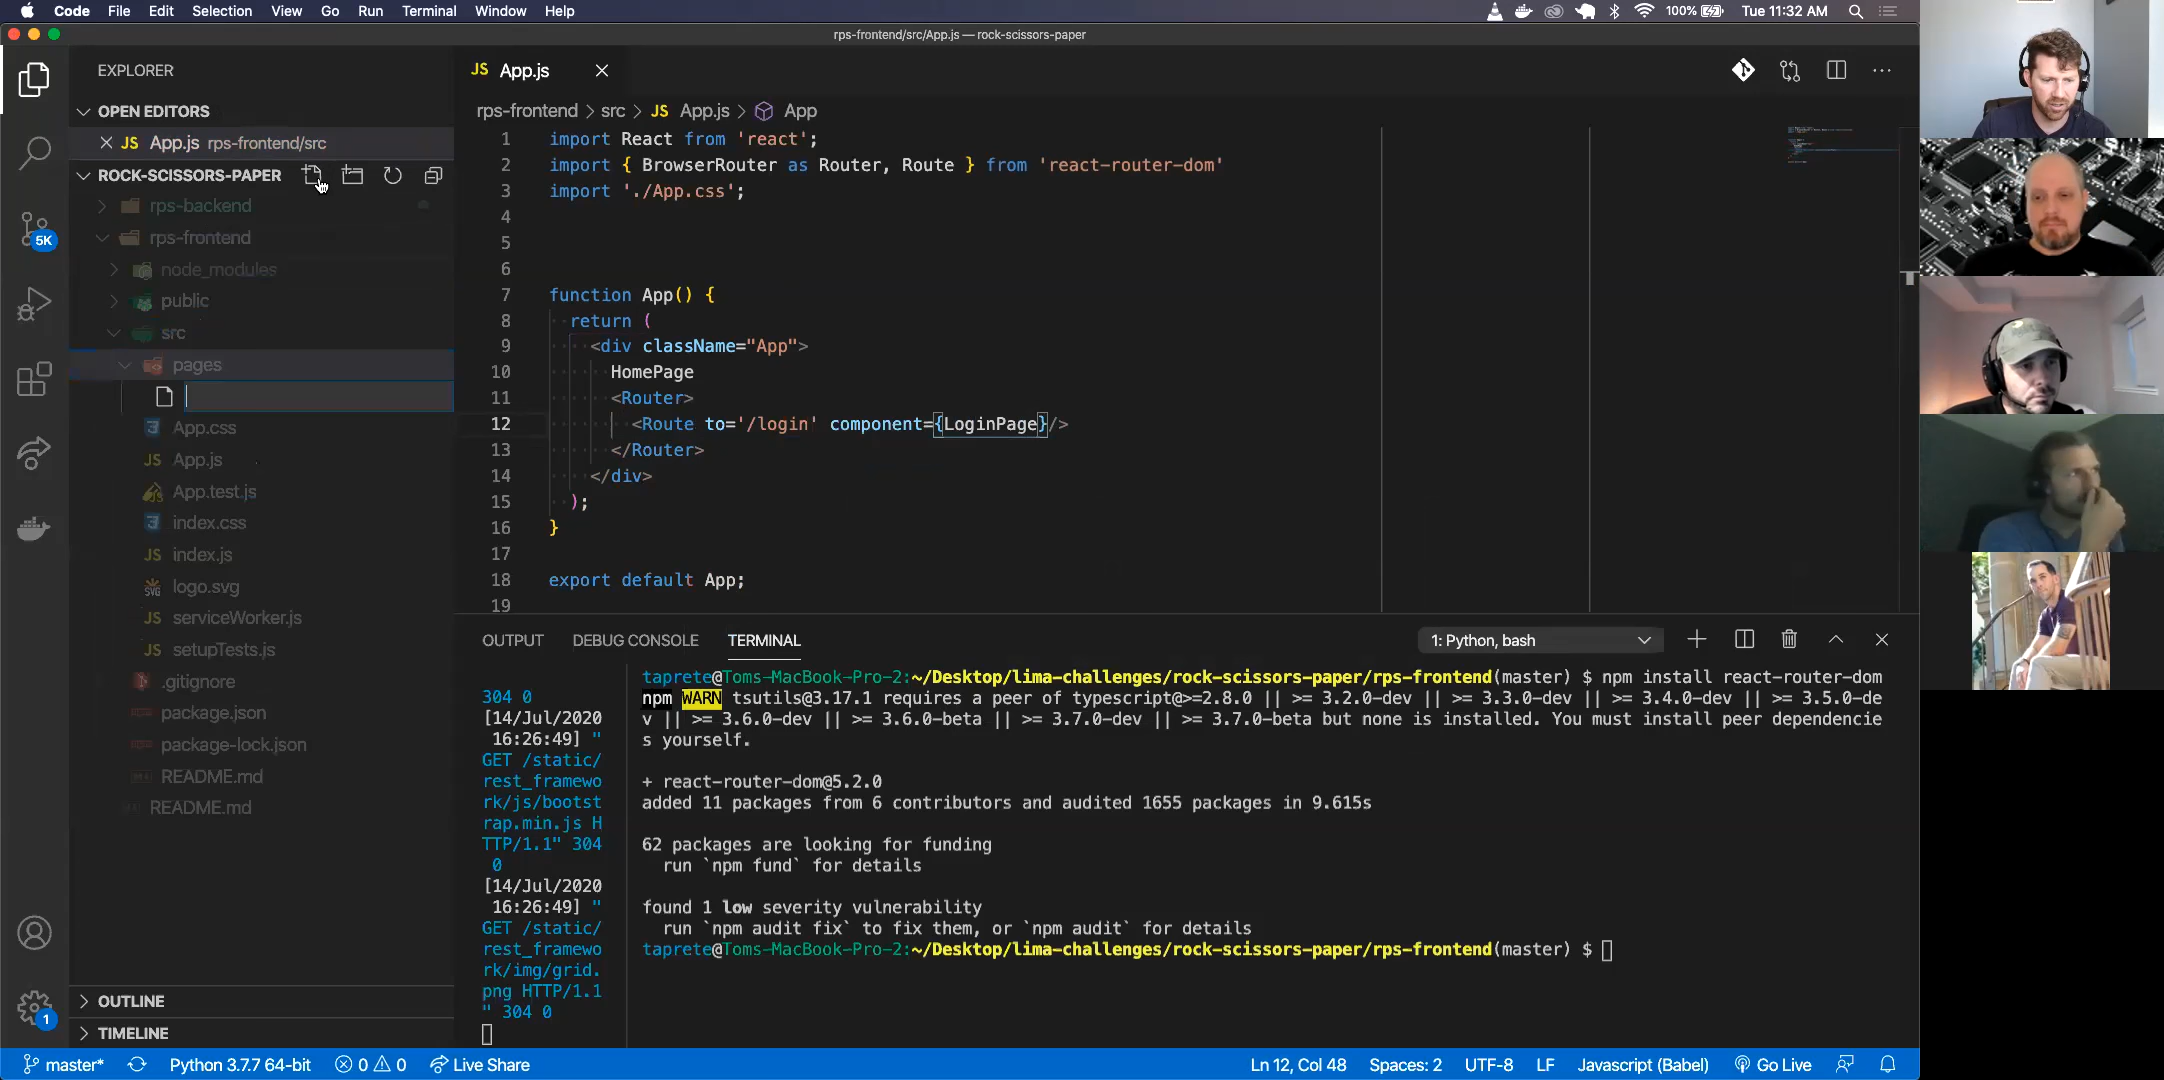 Code File Edit Selection View Go Run Terminal Window Help
100% Tue 11:32 AM
rps-frontend/src/App.js — rock-scissors-paper
EXPLORER
OPEN EDITORS
JS App.js rps-frontend/src
ROCK-SCISSORS-PAPER
rps-backend
rps-frontend
node_modules
public
src
pages
App.css
JS App.js
App.test.js
index.css
JS index.js
logo.svg
JS serviceWorker.js
JS setupTests.js
.gitignore
package.json
package-lock.json
README.md
README.md
OUTLINE
TIMELINE
5K
1
JS App.js
rps-frontend > src > JS App.js > App
1 import React from 'react';
2 import { BrowserRouter as Router, Route } from 'react-router-dom'
3 import './App.css';
4
5
6
7 function App() {
8 return (
9 <div className="App">
10 HomePage
11 <Router>
12 <Route to='/login' component={LoginPage}/>
13 </Router>
14 </div>
15 );
16 }
17
18 export default App;
19
OUTPUT DEBUG CONSOLE TERMINAL
1: Python, bash
304 0
[14/Jul/2020
16:26:49] "
GET /static/
rest_framewo
rk/js/bootst
rap.min.js H
TTP/1.1" 304
0
[14/Jul/2020
16:26:49] "
GET /static/
rest_framewo
rk/img/grid.
png HTTP/1.1
" 304 0
taprete@Toms-MacBook-Pro-2:~/Desktop/lima-challenges/rock-scissors-paper/rps-frontend(master) $ npm install react-router-dom
npm WARN tsutils@3.17.1 requires a peer of typescript@>=2.8.0 || >= 3.2.0-dev || >= 3.3.0-dev || >= 3.4.0-dev || >= 3.5.0-de
v || >= 3.6.0-dev || >= 3.6.0-beta || >= 3.7.0-dev || >= 3.7.0-beta but none is installed. You must install peer dependencie
s yourself.
+ react-router-dom@5.2.0
added 11 packages from 6 contributors and audited 1655 packages in 9.615s
62 packages are looking for funding
run `npm fund` for details
found 1 low severity vulnerability
run `npm audit fix` to fix them, or `npm audit` for details
taprete@Toms-MacBook-Pro-2:~/Desktop/lima-challenges/rock-scissors-paper/rps-frontend(master) $
master* Python 3.7.7 64-bit 0 0 Live Share Ln 12, Col 48 Spaces: 2 UTF-8 LF Javascript (Babel) Go Live